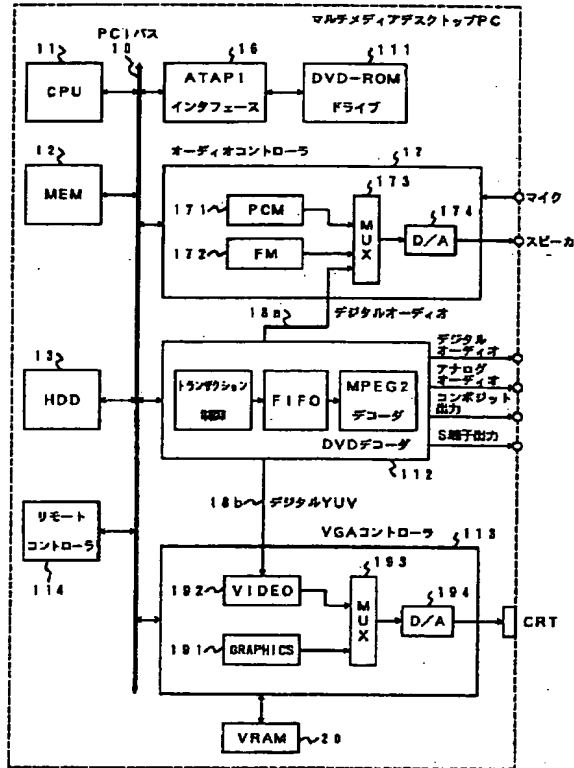 マルチメディアデスクトップPC
PCIバス
10
11
CPU
16
ATAPI
インタフェース
111
DVD-ROM
ドライブ
12
MEM
オーディオコントローラ
17
171
PCM
172
FM
173
MUX
174
D/A
マイク
スピーカ
18a
デジタルオーディオ
13
HDD
トランザクション
FIFO
MPEG2
デコーダ
DVDデコーダ
112
デジタル
オーディオ
アナログ
オーディオ
コンポジット
出力
S端子出力
18b
デジタルYUV
リモート
コントローラ
114
VGAコントローラ
113
192
VIDEO
191
GRAPHICS
193
MUX
194
D/A
CRT
VRAM
20